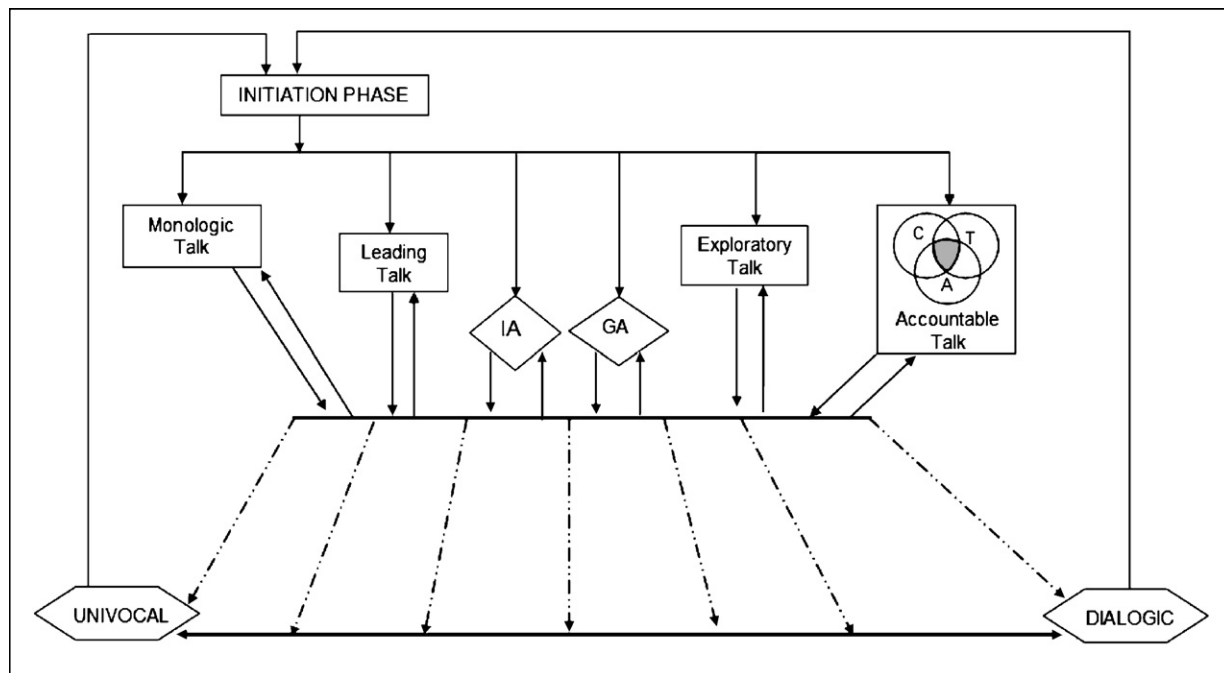 INITIATION PHASE
Monologic
Talk
Leading
Talk
IA
GA
Exploratory
Talk
C
T
A
Accountable
Talk
UNIVOCAL
DIALOGIC